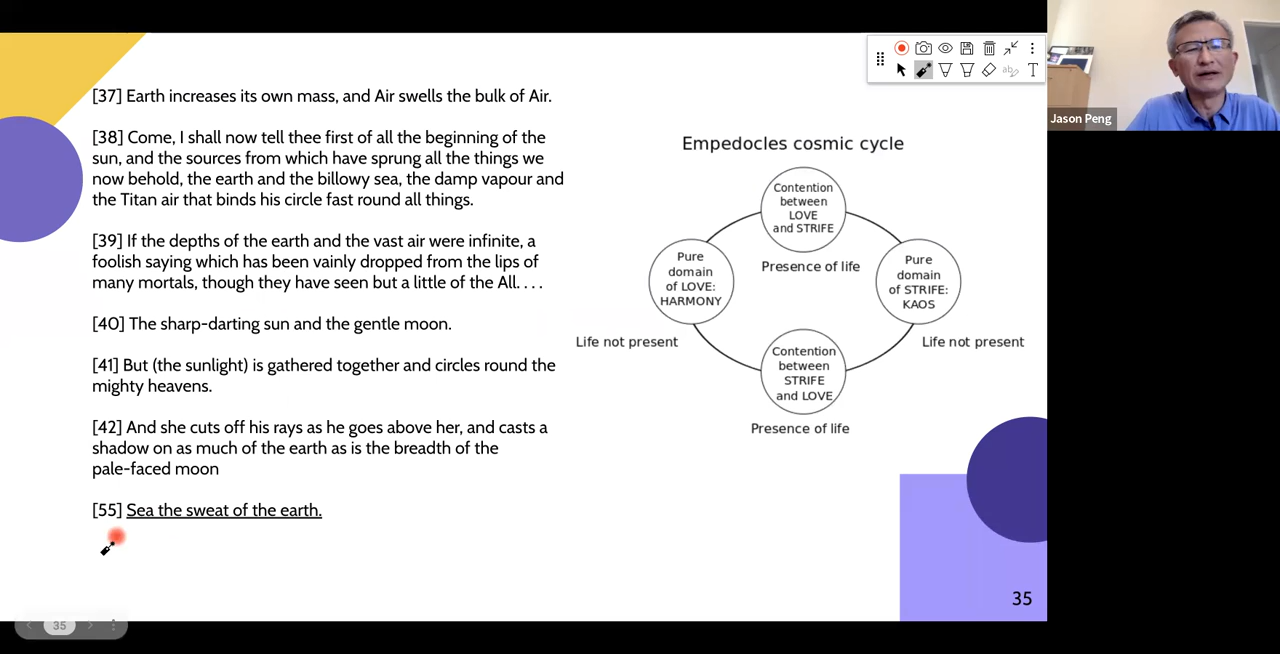 [37] Earth increases its own mass, and Air swells the bulk of Air.
[38] Come, I shall now tell thee first of all the beginning of the
sun, and the sources from which have sprung all the things we
now behold, the earth and the billowy sea, the damp vapour and
the Titan air that binds his circle fast round all things.
[39] If the depths of the earth and the vast air were infinite, a
foolish saying which has been vainly dropped from the lips of
many mortals, though they have seen but a little of the All. . . .
[40] The sharp-darting sun and the gentle moon.
[41] But (the sunlight) is gathered together and circles round the
mighty heavens.
[42] And she cuts off his rays as he goes above her, and casts a
shadow on as much of the earth as is the breadth of the
pale-faced moon
[55] Sea the sweat of the earth.
Empedocles cosmic cycle
Contention
between
LOVE
and STRIFE
Presence of life
Pure
domain
of LOVE:
HARMONY
Life not present
Pure
domain
of STRIFE:
KAOS
Life not present
Contention
between
STRIFE
and LOVE
Presence of life
35
35
ab
T
Jason Peng